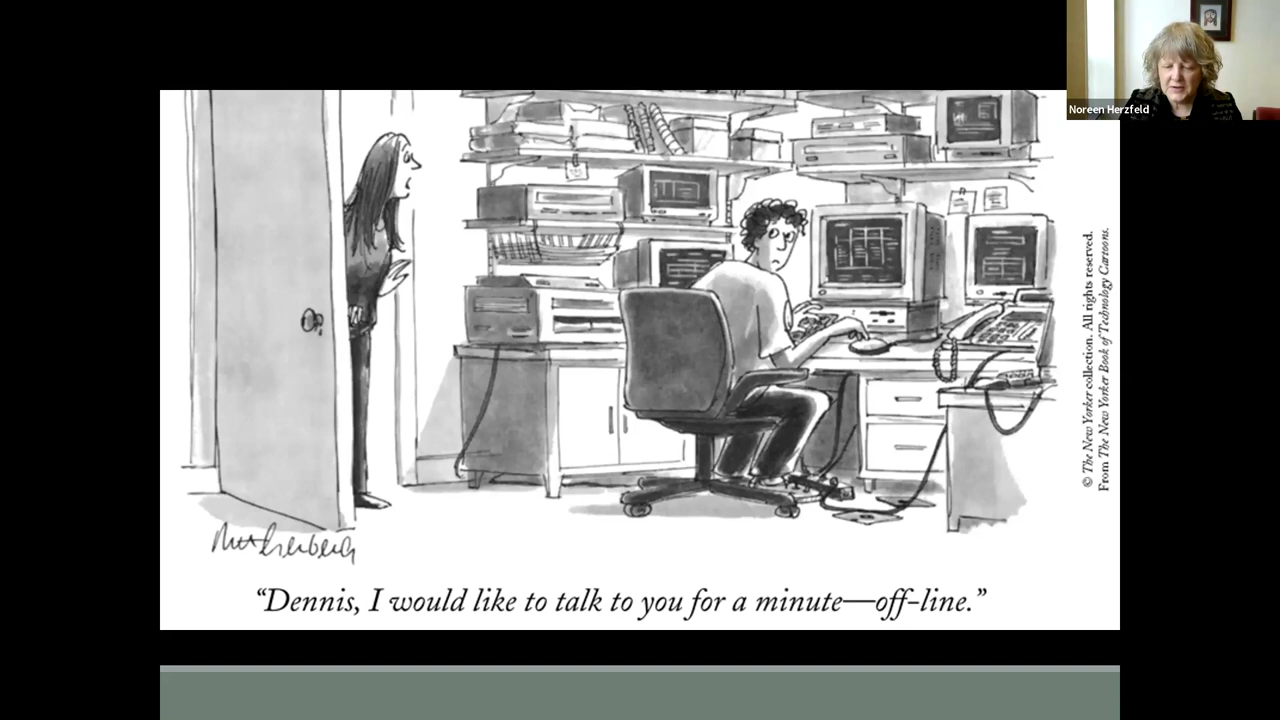 Noreen Herzfeld
© The New Yorker collection. All rights reserved.
From The New Yorker Book of Technology Cartoons.
“Dennis, I would like to talk to you for a minute—off-line.”